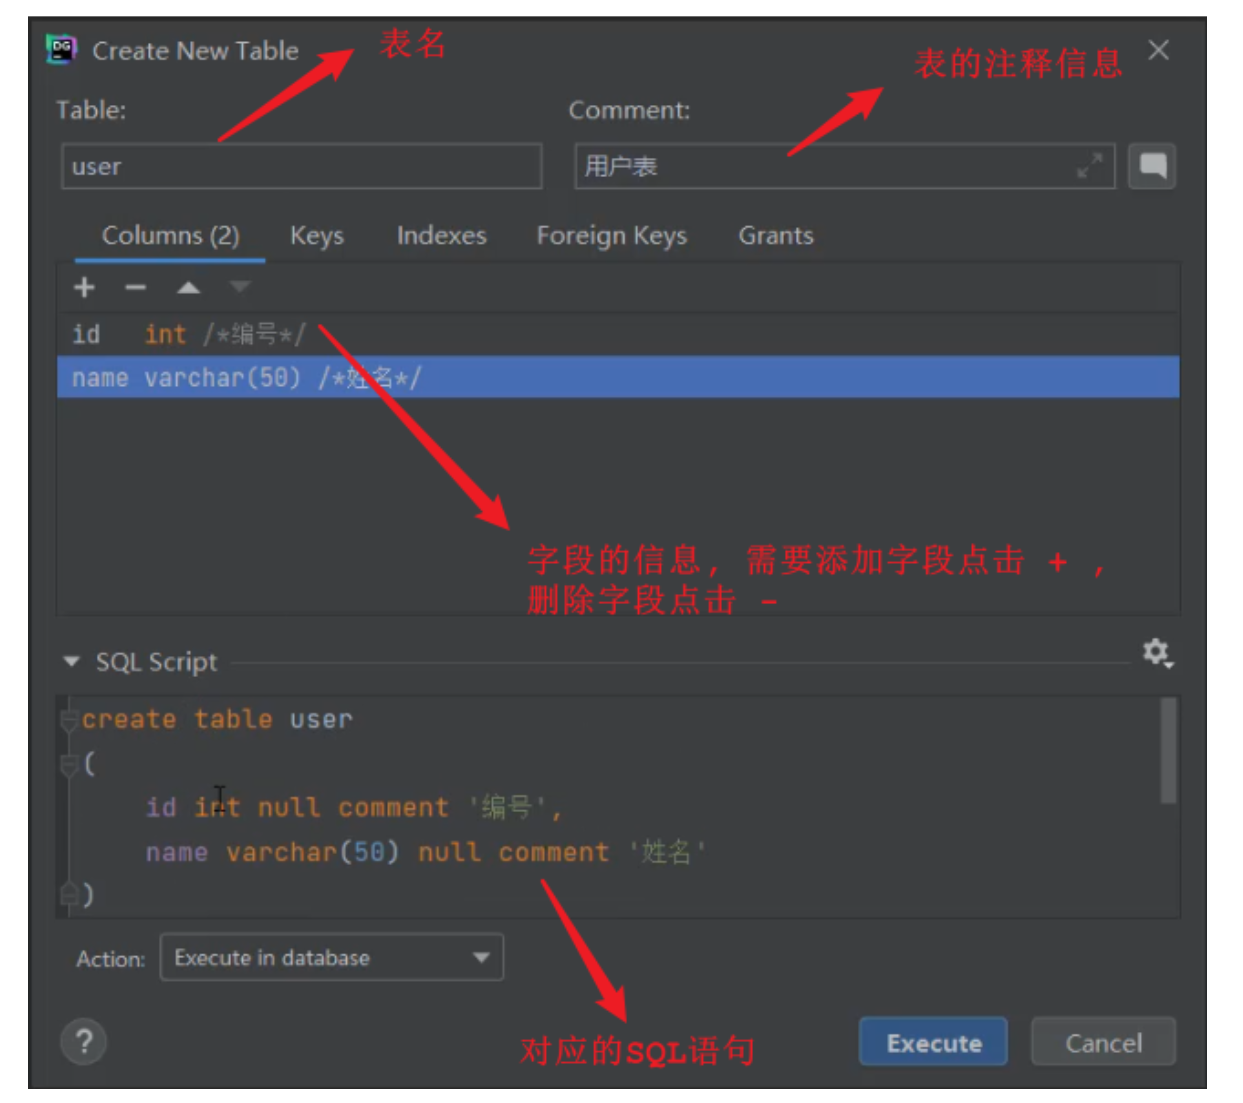 DG
Create New Table
表名
表的注释信息
Table:
Comment:
user
用户表
Columns (2) Keys Indexes Foreign Keys Grants
id int /*编号*/
name varchar(50) /*姓名*/
字段的信息, 需要添加字段点击 + ,
删除字段点击 -
SQL Script
create table user
(
id int null comment '编号',
name varchar(50) null comment '姓名'
)
Action: Execute in database
对应的SQL语句
?
Execute
Cancel